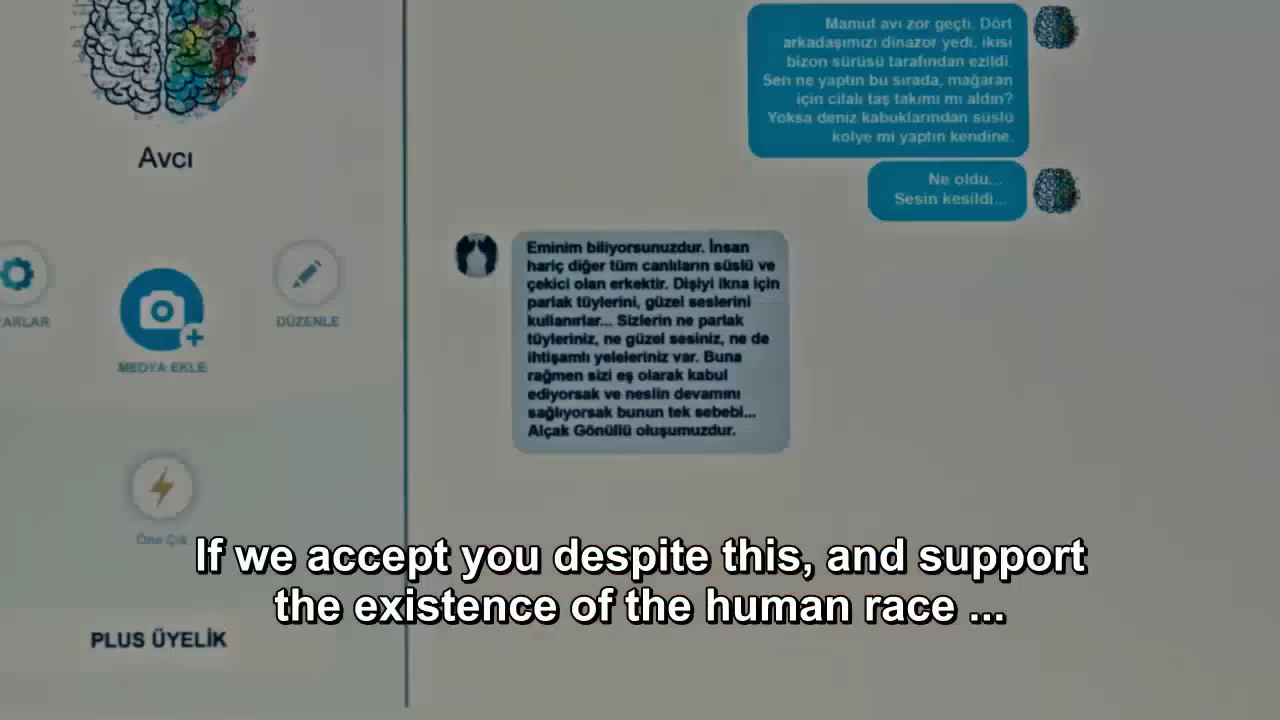 Avcı
ARLAR
MEDYA EKLE
DÜZENLE
Öne Çık
PLUS ÜYELİK
Mamut avı zor geçti. Dört
arkadaşımızı dinazor yedi, ikisi
bizon sürüsü tarafından ezildi.
Sen ne yaptın bu sırada, mağaran
için cilalı taş takımı mı aldın?
Yoksa deniz kabuklarından süslü
kolye mi yaptın kendine.
Ne oldu...
Sesin kesildi...
Eminim biliyorsunuzdur. İnsan
hariç diğer tüm canlıların süslü ve
çekici olan erkektir. Dişiyi ikna için
parlak tüylerini, güzel seslerini
kullanırlar... Sizlerin ne parlak
tüyleriniz, ne güzel sesiniz, ne de
ihtişamlı yeleleriniz var. Buna
rağmen sizi eş olarak kabul
ediyorsak ve neslin devamını
sağlıyorsak bunun tek sebebi...
Alçak Gönüllü oluşumuzdur.
If we accept you despite this, and support
the existence of the human race ...